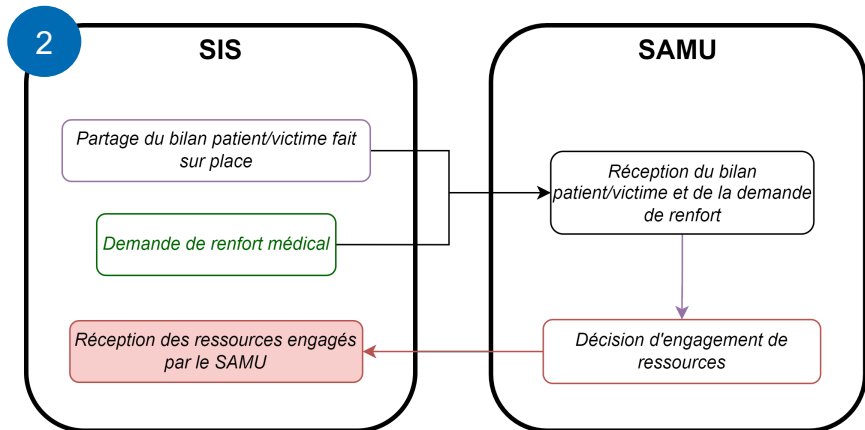 2
SIS
SAMU
Partage du bilan patient/victime fait
sur place
Demande de renfort médical
Réception des ressources engagés
par le SAMU
Réception du bilan
patient/victime et de la demande
de renfort
Décision d'engagement de
ressources